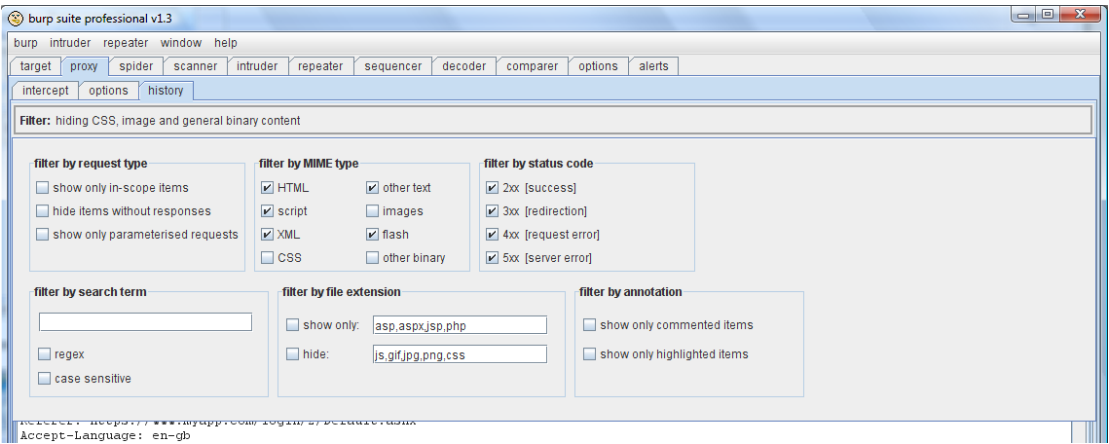 burp suite professional v1.3
burp intruder repeater window help
target proxy spider scanner intruder repeater sequencer decoder comparer options alerts
intercept options history
Filter: hiding CSS, image and general binary content
filter by request type
show only in-scope items
hide items without responses
show only parameterised requests
filter by MIME type
HTML other text
script images
XML flash
CSS other binary
filter by status code
2xx [success]
3xx [redirection]
4xx [request error]
5xx [server error]
filter by search term
regex
case sensitive
filter by file extension
show only: asp,aspx,jsp,php
hide: js,gif,jpg,png,css
filter by annotation
show only commented items
show only highlighted items
Accept-Language: en-gb